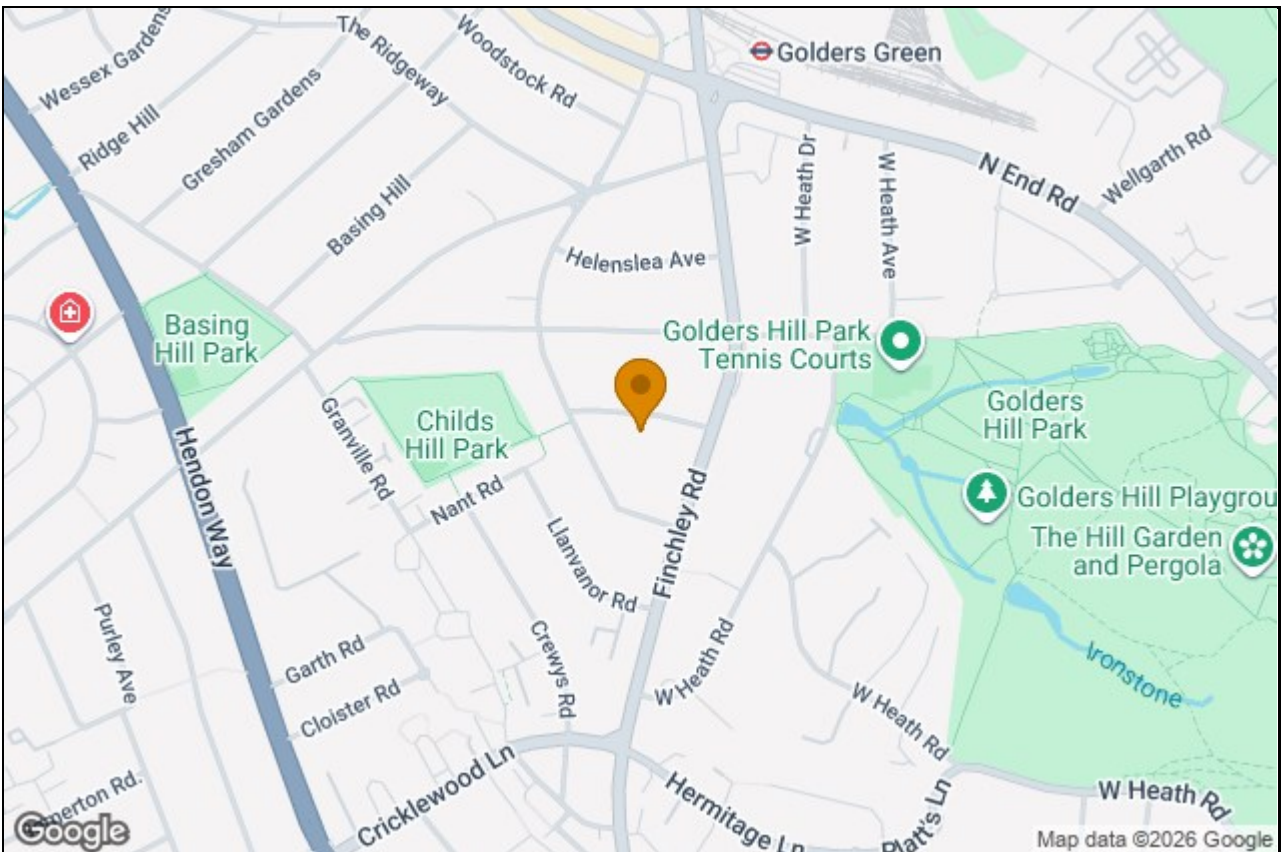 Wessex Gardens
The Ridgeway
Woodstock Rd
Golders Green
Ridge Hill
Gresham Gardens
Basing Hill
W Heath Dr
W Heath Ave
N End Rd
Wellgarth Rd
Helenslea Ave
Basing
Hill Park
Golders Hill Park
Tennis Courts
Childs
Hill Park
Golders
Hill Park
Granville Rd
Hendon Way
Nant Rd
Finchley Rd
Golders Hill Playgrou
The Hill Garden
and Pergola
Llanvanor Rd
Purley Ave
Crewys Rd
Garth Rd
Cloister Rd
W Heath Rd
Ironstone
W Heath Rd
Cricklewood Ln
Hermitage Ln
Platt's Ln
W Heath Rd
merton Rd.
Google
Map data ©2026 Google